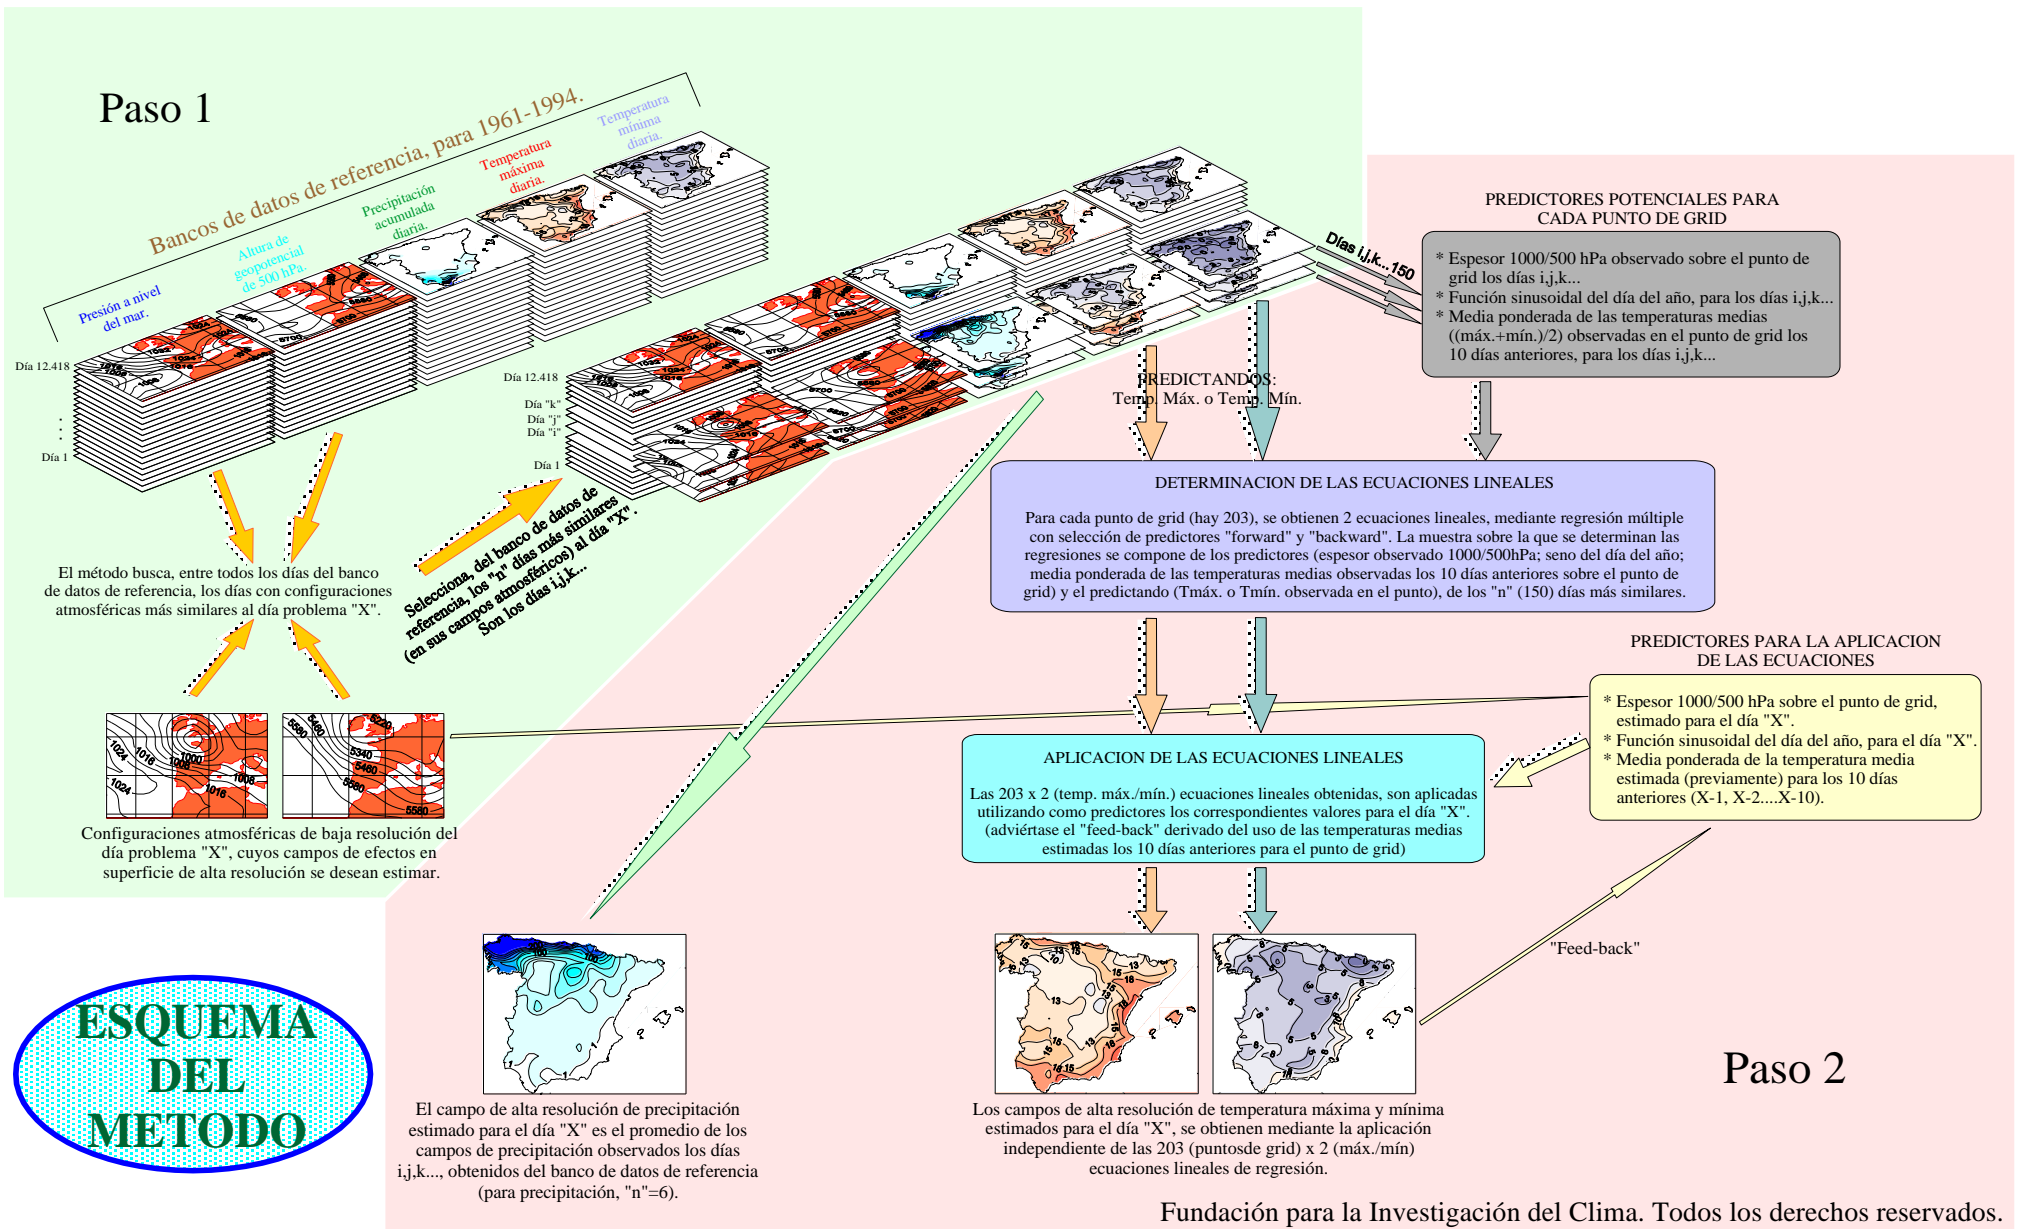 Paso 1
Bancos de datos de referencia, para 1961-1994.
Presión a nivel
del mar.
Altura de
geopotencial
de 500 hPa.
Precipitación
acumulada
diaria.
Temperatura
máxima
diaria.
Temperatura
mínima
diaria.
Día 12.418
Día 1
Día 12.418
Día "k"
Día "j"
Día "i"
Día 1
El método busca, entre todos los días del banco
de datos de referencia, los días con configuraciones
atmosféricas más similares al día problema "X".
Selecciona, del banco de datos de
referencia, los "n" días más similares
(en sus campos atmosféricos) al día "X".
Son los días i,j,k...
Configuraciones atmosféricas de baja resolución del
día problema "X", cuyos campos de efectos en
superficie de alta resolución se desean estimar.
Días i,j,k...150
PREDICTORES POTENCIALES PARA
CADA PUNTO DE GRID
* Espesor 1000/500 hPa observado sobre el punto de
grid los días i,j,k...
* Función sinusoidal del día del año, para los días i,j,k...
* Media ponderada de las temperaturas medias
((máx.+mín.)/2) observadas en el punto de grid los
10 días anteriores, para los días i,j,k...
PREDICTANDOS:
Temp. Máx. o Temp. Mín.
DETERMINACION DE LAS ECUACIONES LINEALES
Para cada punto de grid (hay 203), se obtienen 2 ecuaciones lineales, mediante regresión múltiple
con selección de predictores "forward" y "backward". La muestra sobre la que se determinan las
regresiones se compone de los predictores (espesor observado 1000/500hPa; seno del día del año;
media ponderada de las temperaturas medias observadas los 10 días anteriores sobre el punto de
grid) y el predictando (Tmáx. o Tmín. observada en el punto), de los "n" (150) días más similares.
PREDICTORES PARA LA APLICACION
DE LAS ECUACIONES
* Espesor 1000/500 hPa sobre el punto de grid,
estimado para el día "X".
* Función sinusoidal del día del año, para el día "X".
* Media ponderada de la temperatura media
estimada (previamente) para los 10 días
anteriores (X-1, X-2....X-10).
APLICACION DE LAS ECUACIONES LINEALES
Las 203 x 2 (temp. máx./mín.) ecuaciones lineales obtenidas, son aplicadas
utilizando como predictores los correspondientes valores para el día "X".
(adviértase el "feed-back" derivado del uso de las temperaturas medias
estimadas los 10 días anteriores para el punto de grid)
"Feed-back"
El campo de alta resolución de precipitación
estimado para el día "X" es el promedio de los
campos de precipitación observados los días
i,j,k..., obtenidos del banco de datos de referencia
(para precipitación, "n"=6).
Los campos de alta resolución de temperatura máxima y mínima
estimados para el día "X", se obtienen mediante la aplicación
independiente de las 203 (puntosde grid) x 2 (máx./mín)
ecuaciones lineales de regresión.
Paso 2
ESQUEMA
DEL
METODO
Fundación para la Investigación del Clima. Todos los derechos reservados.